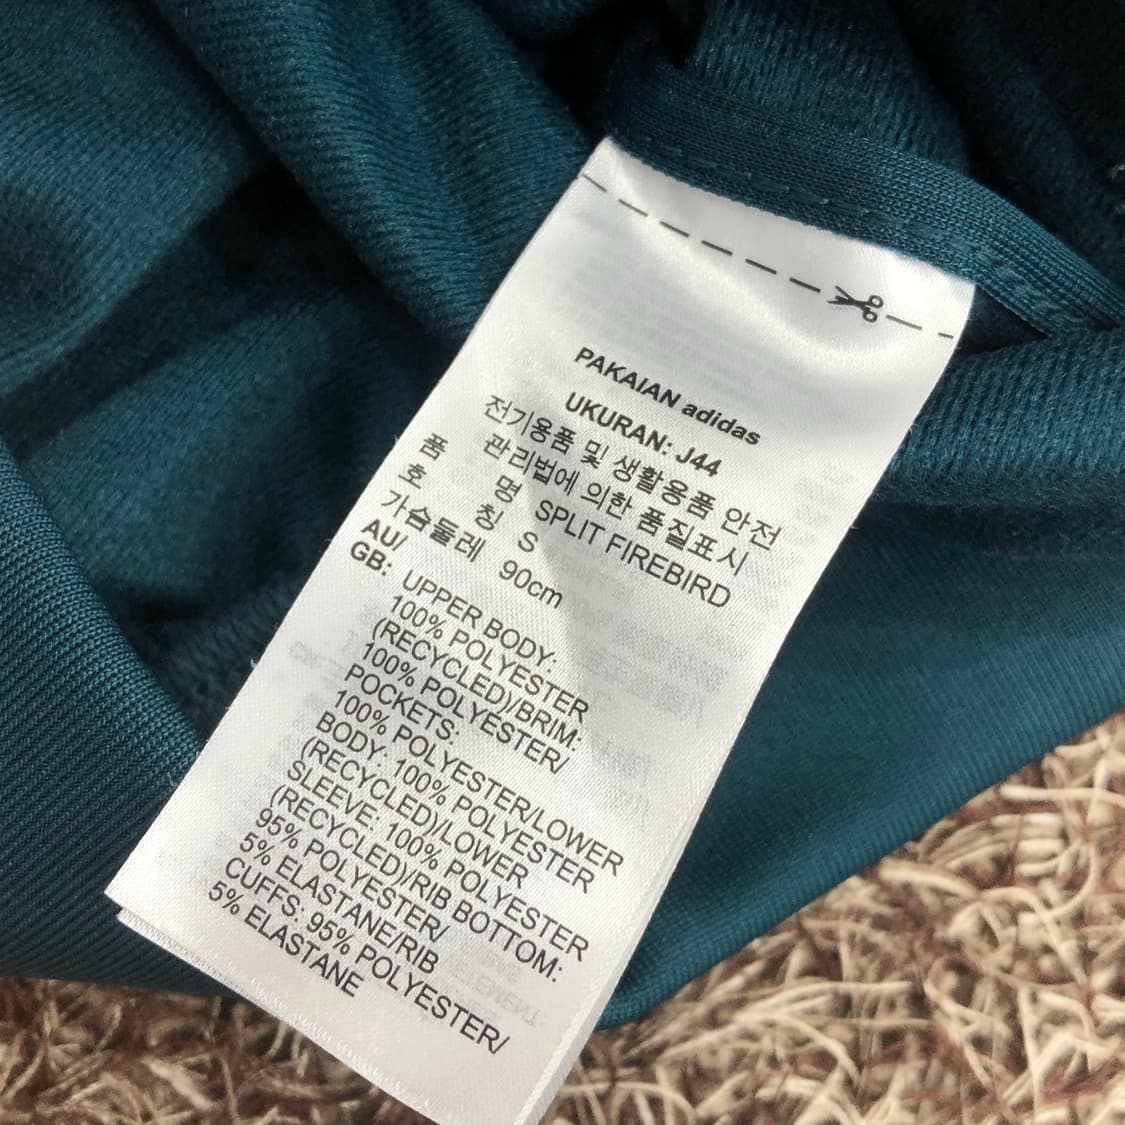 PAKAIAN adidas
UKURAN: J44
전기용품 및 생활용품 안전
관리법에 의한 품질표시
품 명 SPLIT FIREBIRD
호 칭 S
가슴둘레 90cm
AU/
GB: UPPER BODY:
100% POLYESTER
(RECYCLED)/BRIM:
100% POLYESTER/
POCKETS:
100% POLYESTER/LOWER
BODY: 100% POLYESTER
(RECYCLED)/LOWER
SLEEVE: 100% POLYESTER
(RECYCLED)/RIB BOTTOM:
95% POLYESTER/
5% ELASTANE/RIB
CUFFS: 95% POLYESTER/
5% ELASTANE